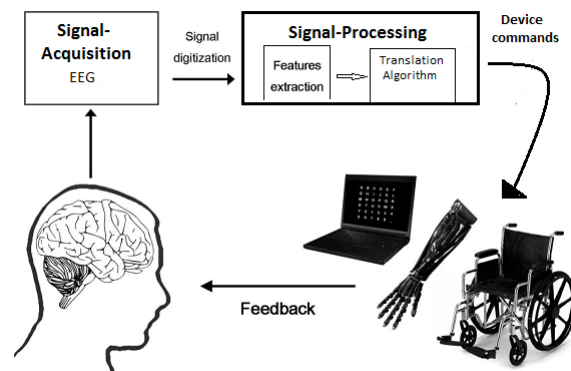 Signal-
Acquisition
EEG
Signal
digitization
Signal-Processing
Features
extraction
Translation
Algorithm
Device
commands
Feedback